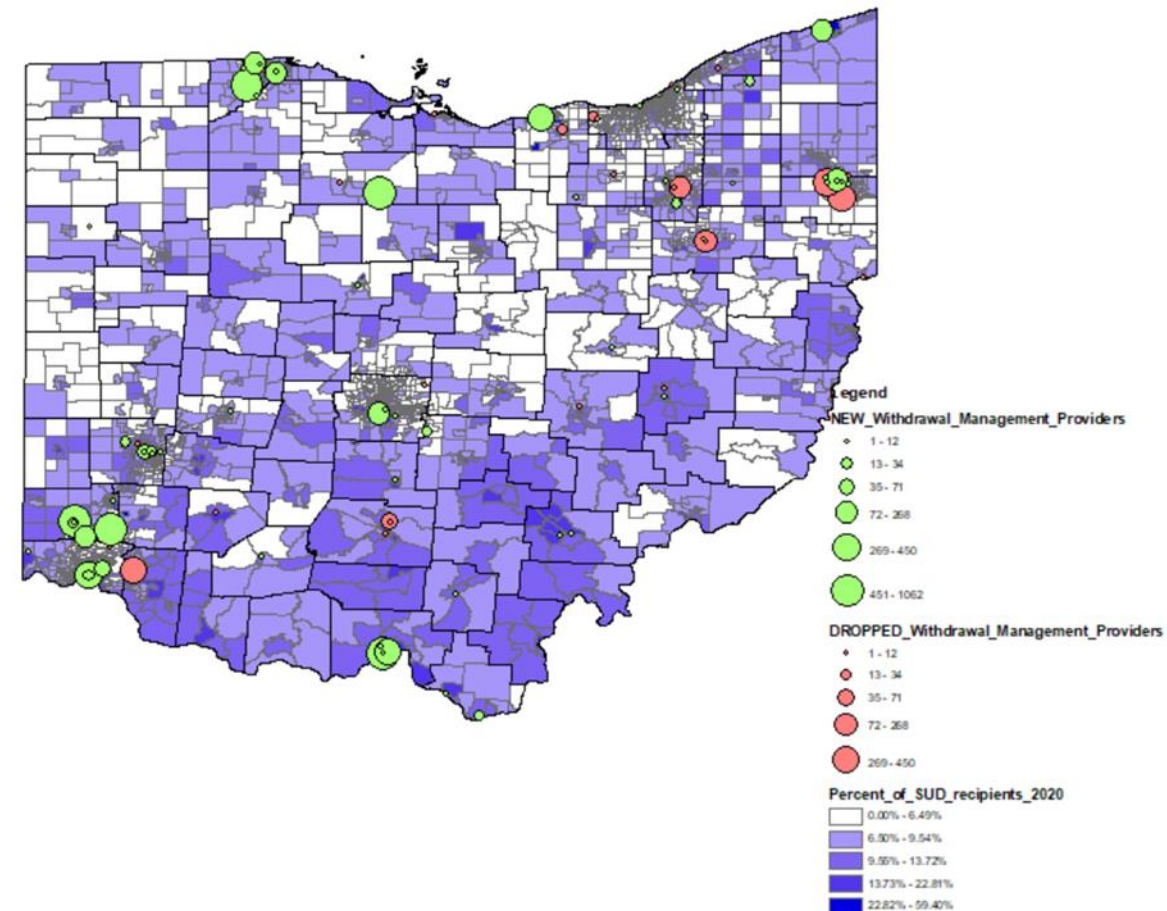 Legend
NEW_Withdrawal_Management_Providers
1 - 12
13 - 34
35 - 71
72 - 268
269 - 450
451 - 1062
DROPPED_Withdrawal_Management_Providers
1 - 12
13 - 34
35 - 71
72 - 268
269 - 450
Percent_of_SUD_recipients_2020
0.00% - 6.49%
6.50% - 9.54%
9.55% - 13.72%
13.73% - 22.81%
22.82% - 59.40%